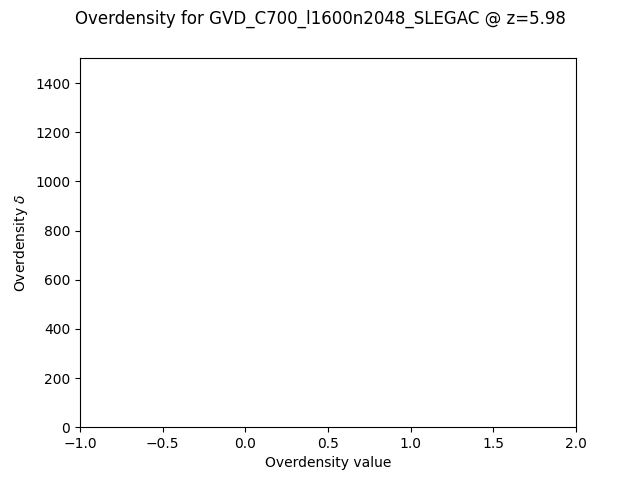 Overdensity for GVD_C700_l1600n2048_SLEGAC @ z=5.98
1400
1200
1000
800
600
400
200
0
Overdensity δ
−1.0 −0.5 0.0 0.5 1.0 1.5 2.0
Overdensity value